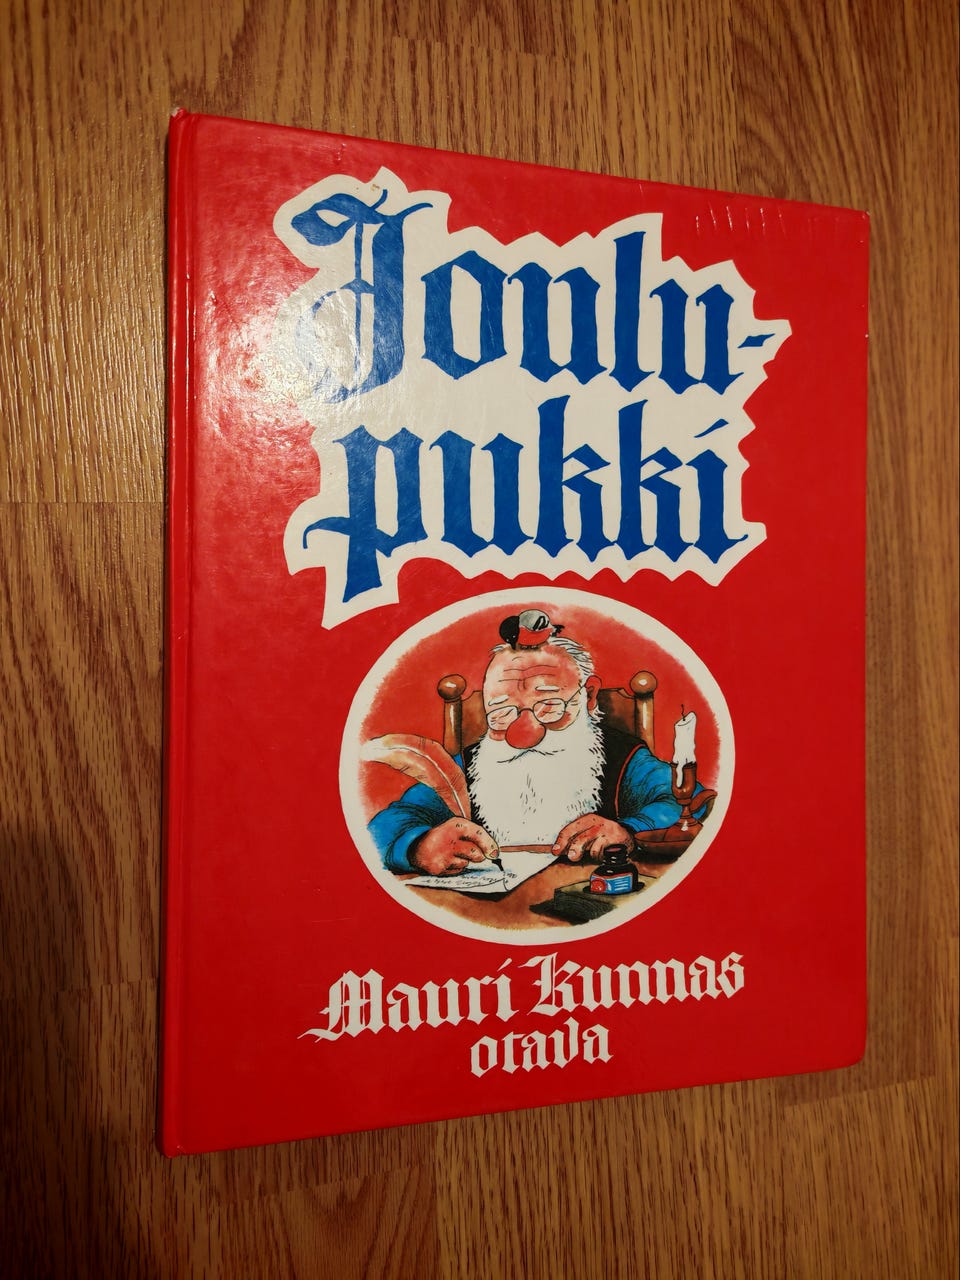 Joulu-
pukki
Mauri Kunnas
otava